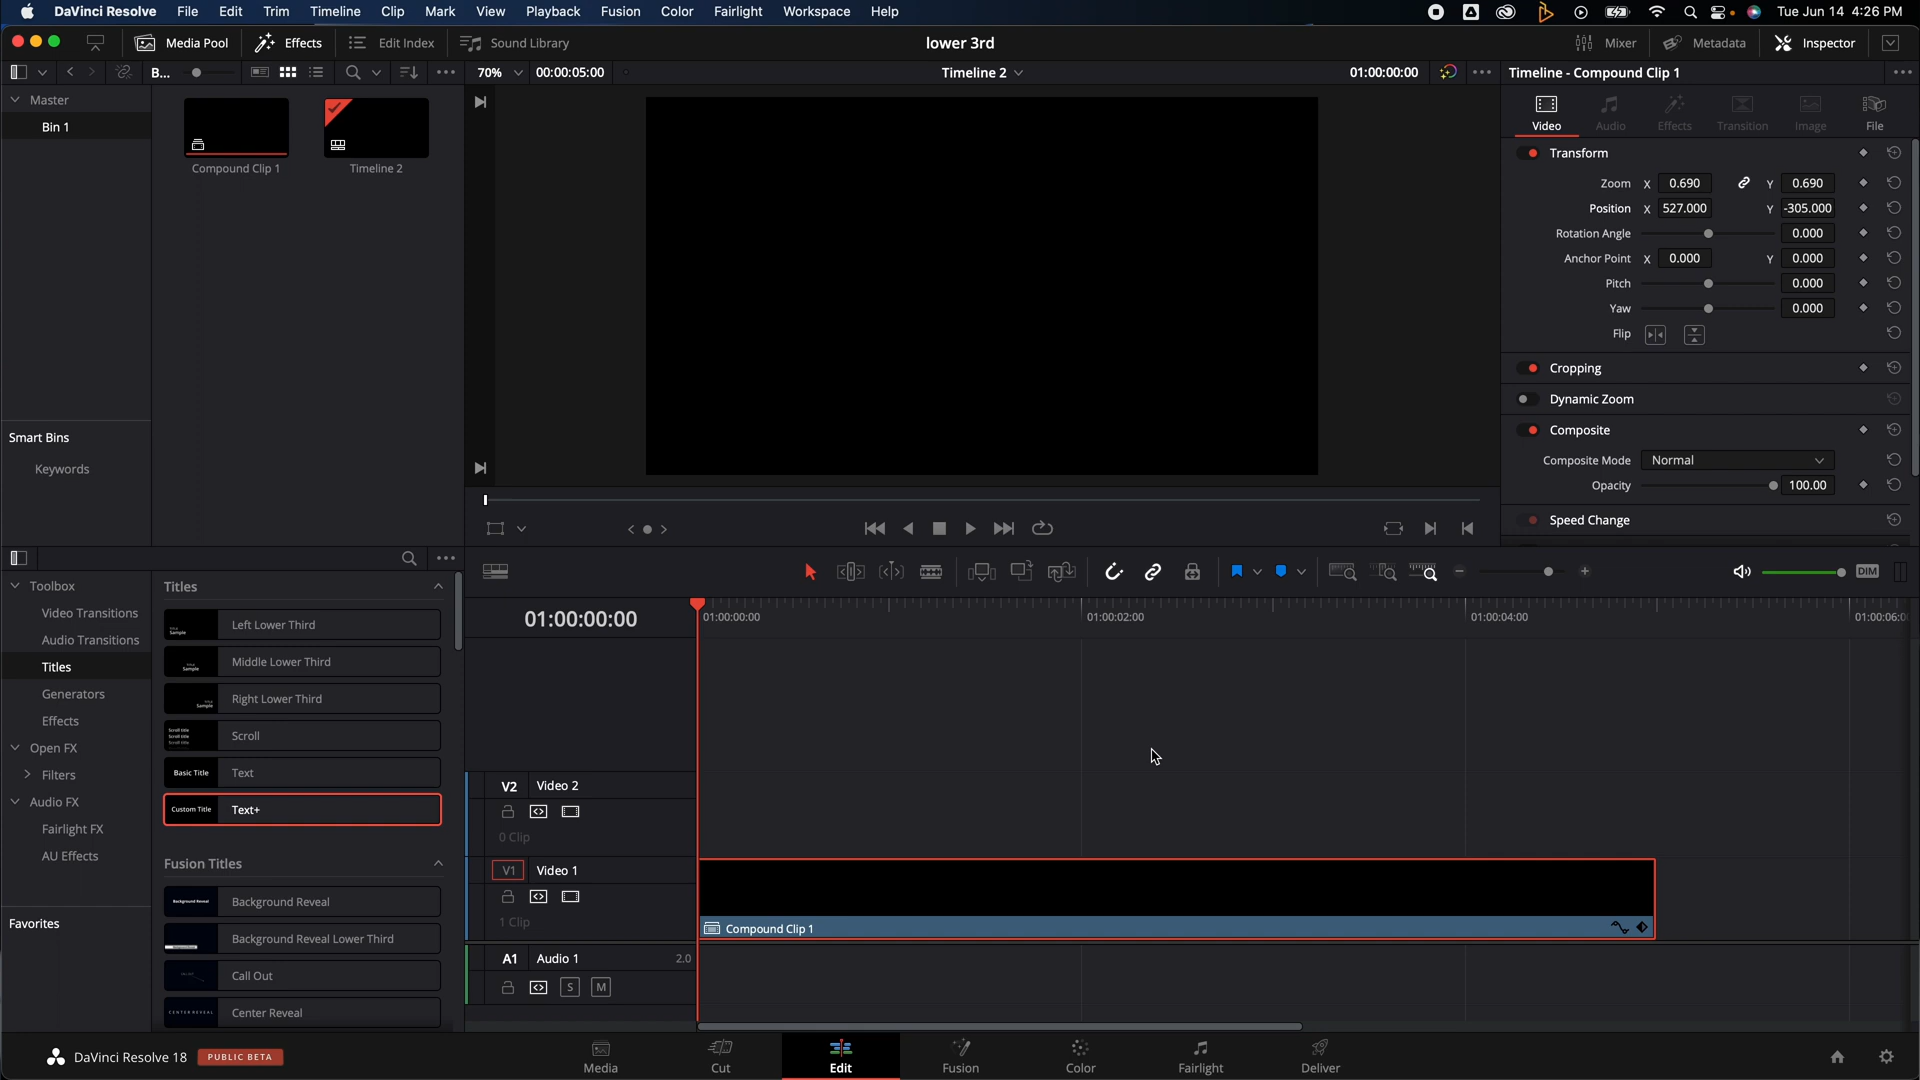 DaVinci Resolve File Edit Trim Timeline Clip Mark View Playback Fusion Color Fairlight Workspace Help Tue Jun 14 4:26 PM
Media Pool Effects Edit Index Sound Library lower 3rd Mixer Metadata Inspector
B... 70% 00:00:05:00 Timeline 2 01:00:00:00 Timeline - Compound Clip 1
Master
Bin 1
Compound Clip 1 Timeline 2
Smart Bins
Keywords
Video Audio Effects Transition Image File
Transform
Zoom X 0.690 Y 0.690
Position X 527.000 Y -305.000
Rotation Angle 0.000
Anchor Point X 0.000 Y 0.000
Pitch 0.000
Yaw 0.000
Flip
Cropping
Dynamic Zoom
Composite
Composite Mode Normal
Opacity 100.00
Speed Change
Toolbox
Video Transitions
Audio Transitions
Titles
Generators
Effects
Open FX
Filters
Audio FX
Fairlight FX
AU Effects
Favorites
Titles
Left Lower Third
Middle Lower Third
Right Lower Third
Scroll
Basic Title Text
Custom Title Text+
Fusion Titles
Background Reveal
Background Reveal Lower Third
Call Out
CENTER REVEAL Center Reveal
DIM
01:00:00:00 01:00:00:00 01:00:02:00 01:00:04:00 01:00:06:0
V2 Video 2
0 Clip
V1 Video 1
1 Clip
Compound Clip 1
A1 Audio 1 2.0
S M
DaVinci Resolve 18 PUBLIC BETA
Media Cut Edit Fusion Color Fairlight Deliver